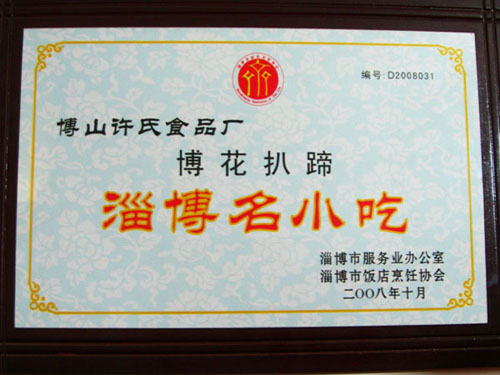 编号:D2008031
博山许氏食品厂
博花扒蹄
淄博名小吃
淄博市服务业办公室
淄博市饭店烹饪协会
二〇〇八年十月